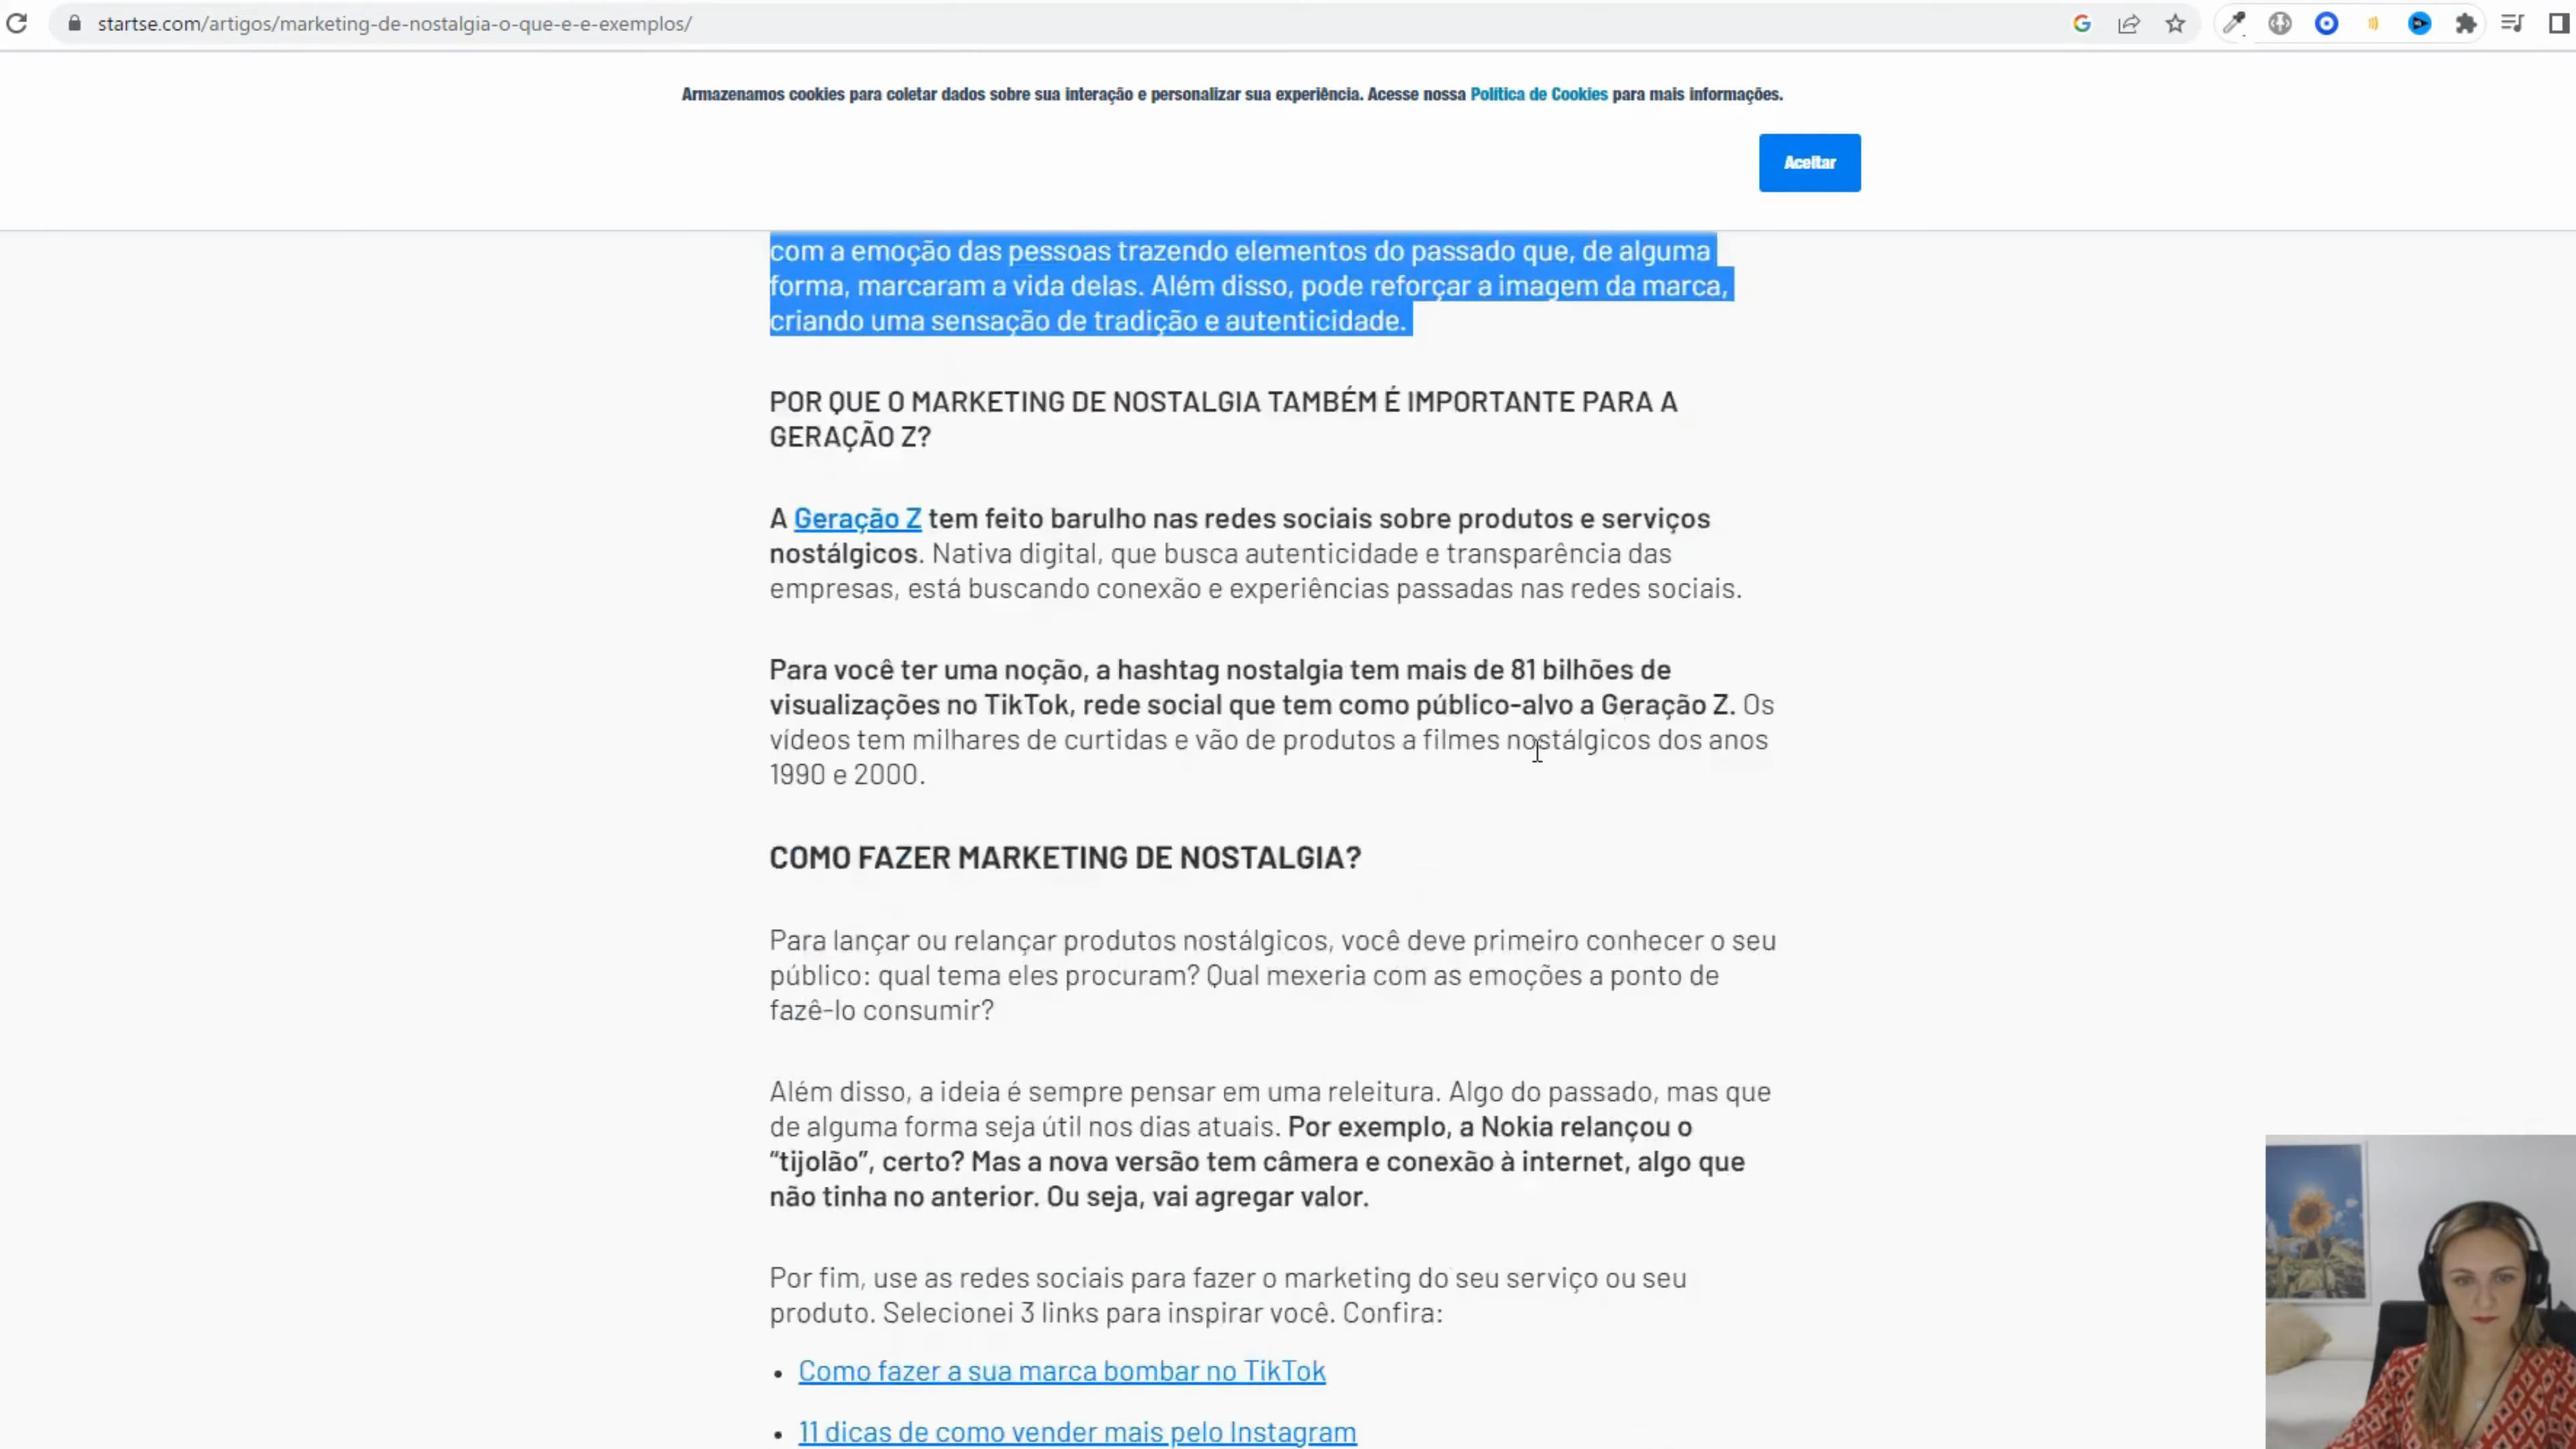 startse.com/artigos/marketing-de-nostalgia-o-que-e-e-exemplos/
Armazenamos cookies para coletar dados sobre sua interação e personalizar sua experiência. Acesse nossa Política de Cookies para mais informações.
Aceitar
com a emoção das pessoas trazendo elementos do passado que, de alguma
forma, marcaram a vida delas. Além disso, pode reforçar a imagem da marca,
criando uma sensação de tradição e autenticidade.
POR QUE O MARKETING DE NOSTALGIA TAMBÉM É IMPORTANTE PARA A
GERAÇÃO Z?
A Geração Z tem feito barulho nas redes sociais sobre produtos e serviços
nostálgicos. Nativa digital, que busca autenticidade e transparência das
empresas, está buscando conexão e experiências passadas nas redes sociais.
Para você ter uma noção, a hashtag nostalgia tem mais de 81 bilhões de
visualizações no TikTok, rede social que tem como público-alvo a Geração Z. Os
vídeos tem milhares de curtidas e vão de produtos a filmes nostálgicos dos anos
1990 e 2000.
COMO FAZER MARKETING DE NOSTALGIA?
Para lançar ou relançar produtos nostálgicos, você deve primeiro conhecer o seu
público: qual tema eles procuram? Qual mexeria com as emoções a ponto de
fazê-lo consumir?
Além disso, a ideia é sempre pensar em uma releitura. Algo do passado, mas que
de alguma forma seja útil nos dias atuais. Por exemplo, a Nokia relançou o
“tijolão”, certo? Mas a nova versão tem câmera e conexão à internet, algo que
não tinha no anterior. Ou seja, vai agregar valor.
Por fim, use as redes sociais para fazer o marketing do seu serviço ou seu
produto. Selecionei 3 links para inspirar você. Confira:
• Como fazer a sua marca bombar no TikTok
• 11 dicas de como vender mais pelo Instagram